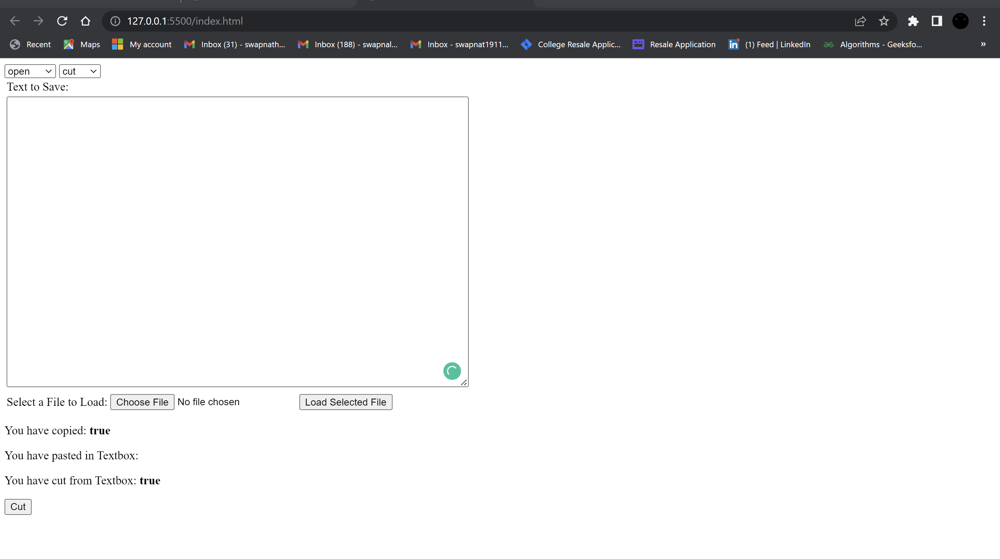 127.0.0.1:5500/index.html
Recent Maps My account Inbox (31) - swapnath... Inbox (188) - swapnal... Inbox - swapnat1911... College Resale Applic... Resale Application (1) Feed | LinkedIn Algorithms - Geeksfo... »
open cut
Text to Save:
Select a File to Load: Choose File No file chosen Load Selected File
You have copied: true
You have pasted in Textbox:
You have cut from Textbox: true
Cut